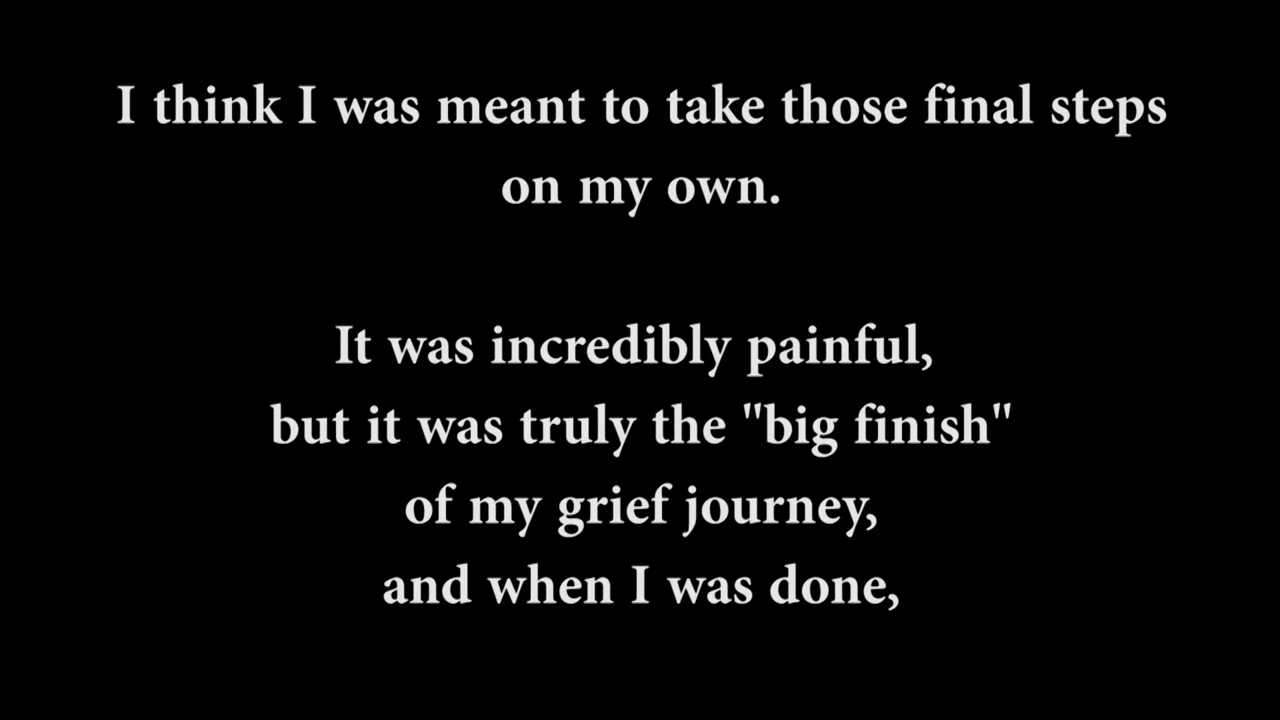 I think I was meant to take those final steps
on my own.
It was incredibly painful,
but it was truly the "big finish"
of my grief journey,
and when I was done,